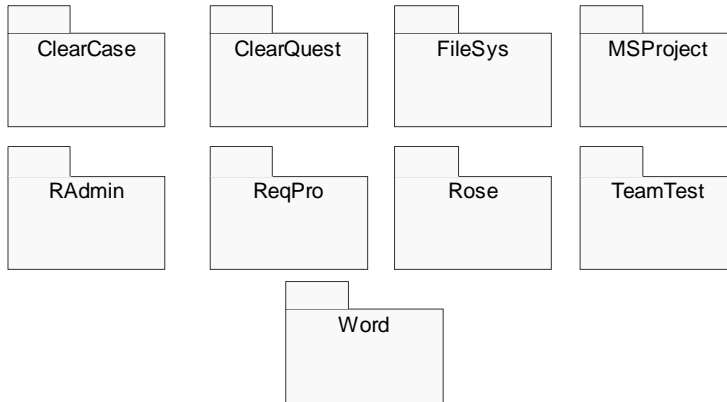 ClearCase
ClearQuest
FileSys
MSProject
RAdmin
ReqPro
Rose
TeamTest
Word